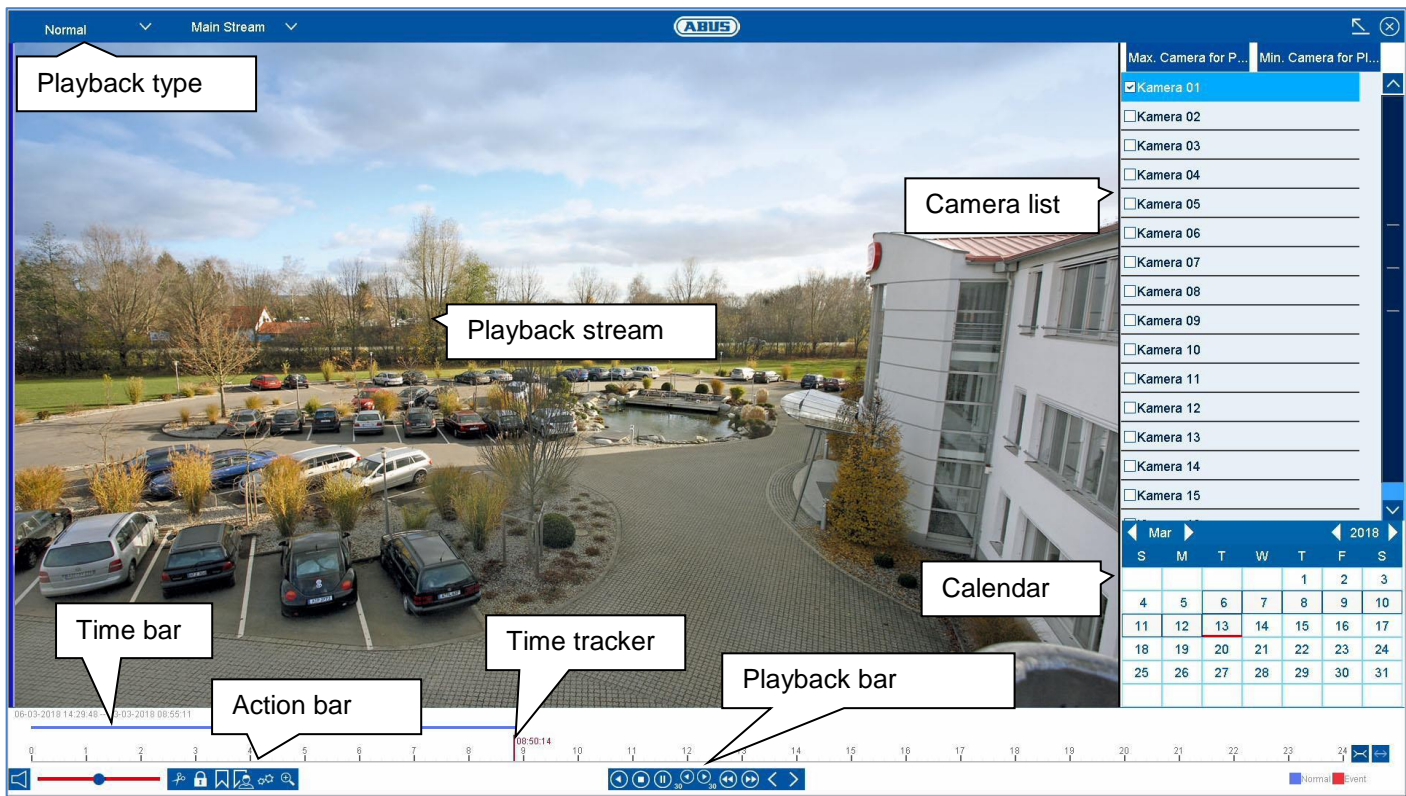 Normal Main Stream ABUS
Playback type
Max. Camera for P... Min. Camera for Pl...
Kamera 01
Kamera 02
Kamera 03
Kamera 04
Kamera 05
Kamera 06
Kamera 07
Kamera 08
Kamera 09
Kamera 10
Kamera 11
Kamera 12
Kamera 13
Kamera 14
Kamera 15
Camera list
Playback stream
Calendar
Mar 2018
S M T W T F S
1 2 3
4 5 6 7 8 9 10
11 12 13 14 15 16 17
18 19 20 21 22 23 24
25 26 27 28 29 30 31
Time bar
Time tracker
Playback bar
Action bar
06-03-2018 14:29:48 -- 3-03-2018 08:55:11
08:50:14
0 1 2 3 4 5 6 7 8 9 10 11 12 13 14 15 16 17 18 19 20 21 22 23 24
30 30
Normal Event